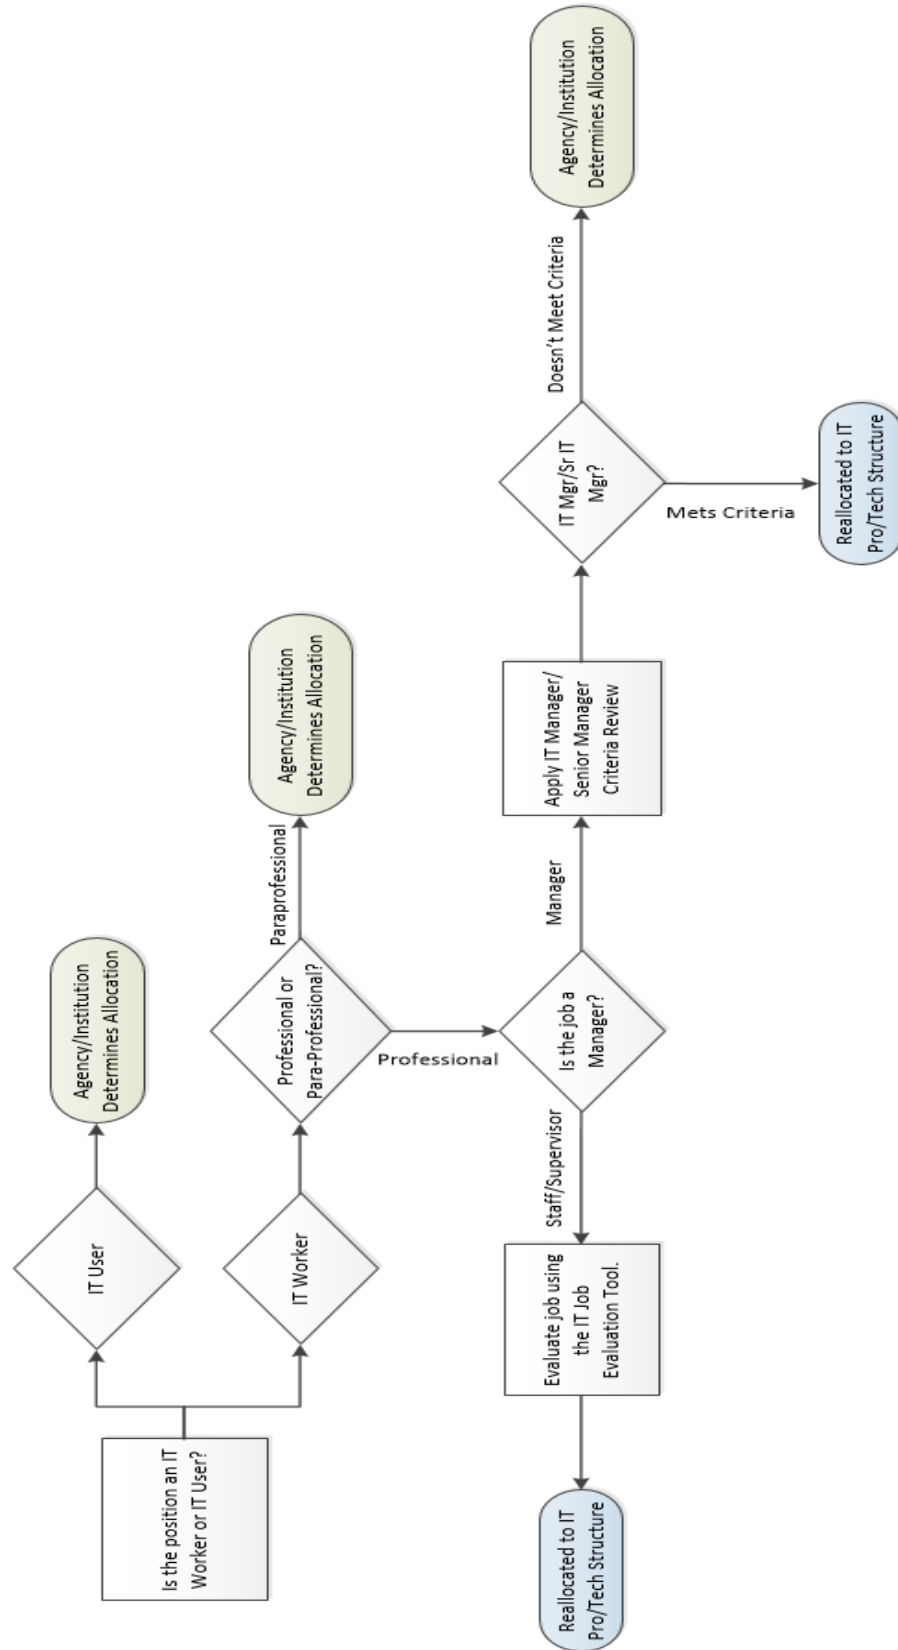 Is the position an IT
Worker or IT User?
IT User
Agency/Institution
Determines Allocation
IT Worker
Professional or
Para-Professional?
Paraprofessional
Agency/Institution
Determines Allocation
Professional
Is the job a
Manager?
Staff/Supervisor
Evaluate job using
the IT Job
Evaluation Tool.
Reallocated to IT
Pro/Tech Structure
Manager
Apply IT Manager/
Senior Manager
Criteria Review
IT Mgr/Sr IT
Mgr?
Doesn't Meet Criteria
Agency/Institution
Determines Allocation
Mets Criteria
Reallocated to IT
Pro/Tech Structure